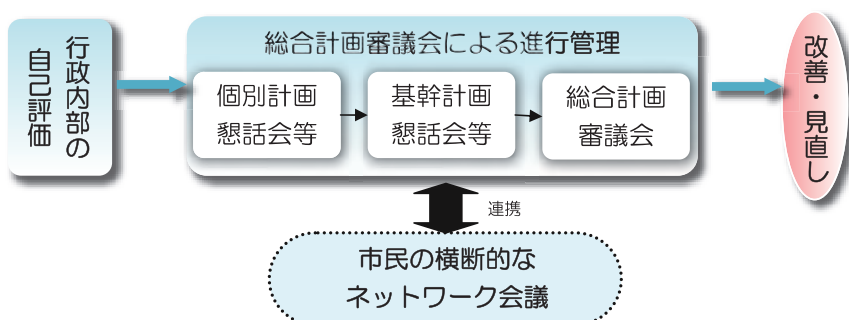 行政内部の
自己評価
総合計画審議会による進行管理
個別計画
懇話会等
基幹計画
懇話会等
総合計画
審議会
改善・見直し
連携
市民の横断的な
ネットワーク会議